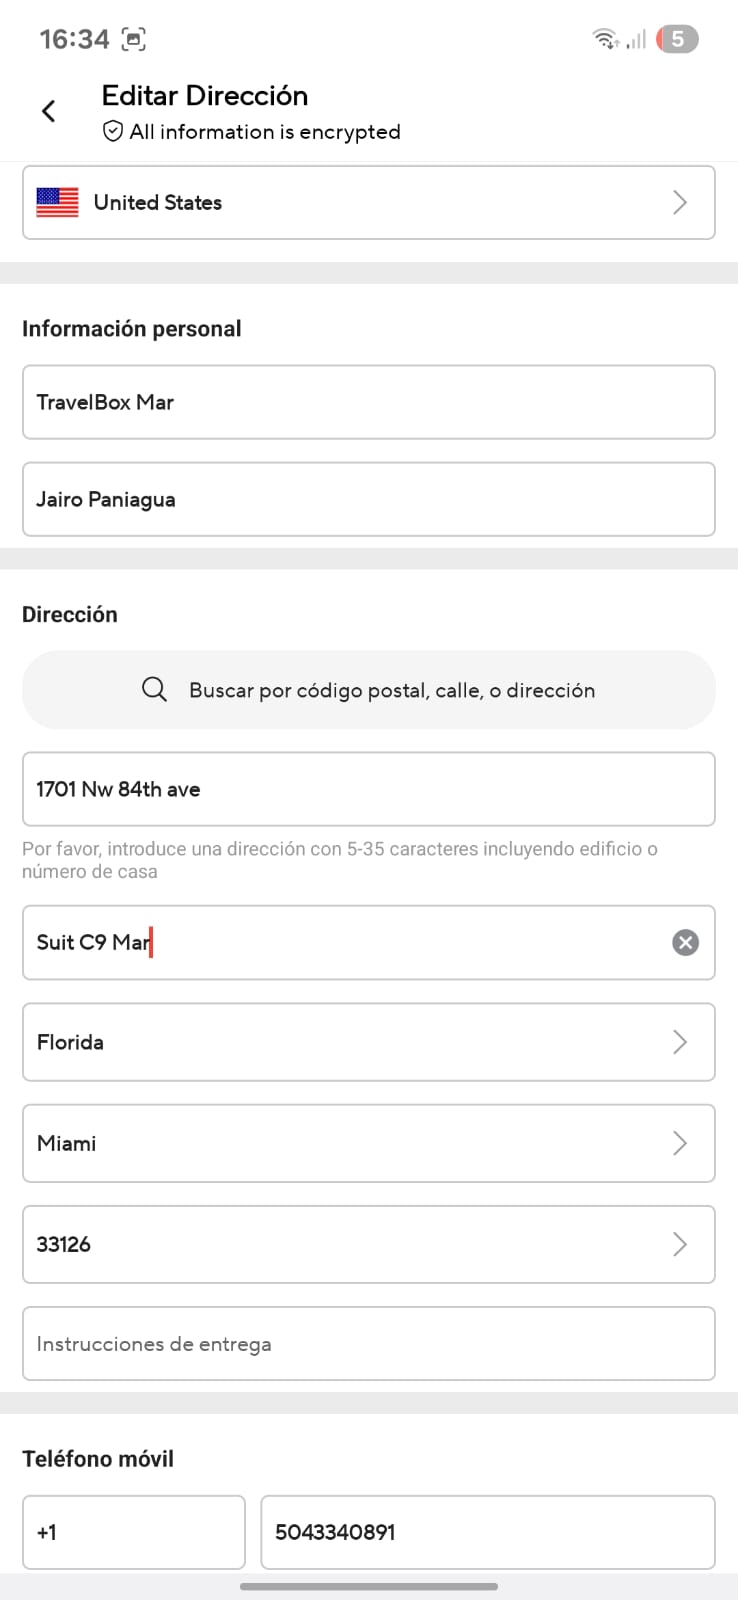 16:34
5
Editar Dirección
All information is encrypted
United States
Información personal
TravelBox Mar
Jairo Paniagua
Dirección
Buscar por código postal, calle, o dirección
1701 Nw 84th ave
Por favor, introduce una dirección con 5-35 caracteres incluyendo edificio o
número de casa
Suit C9 Mar
Florida
Miami
33126
Instrucciones de entrega
Teléfono móvil
+1
5043340891